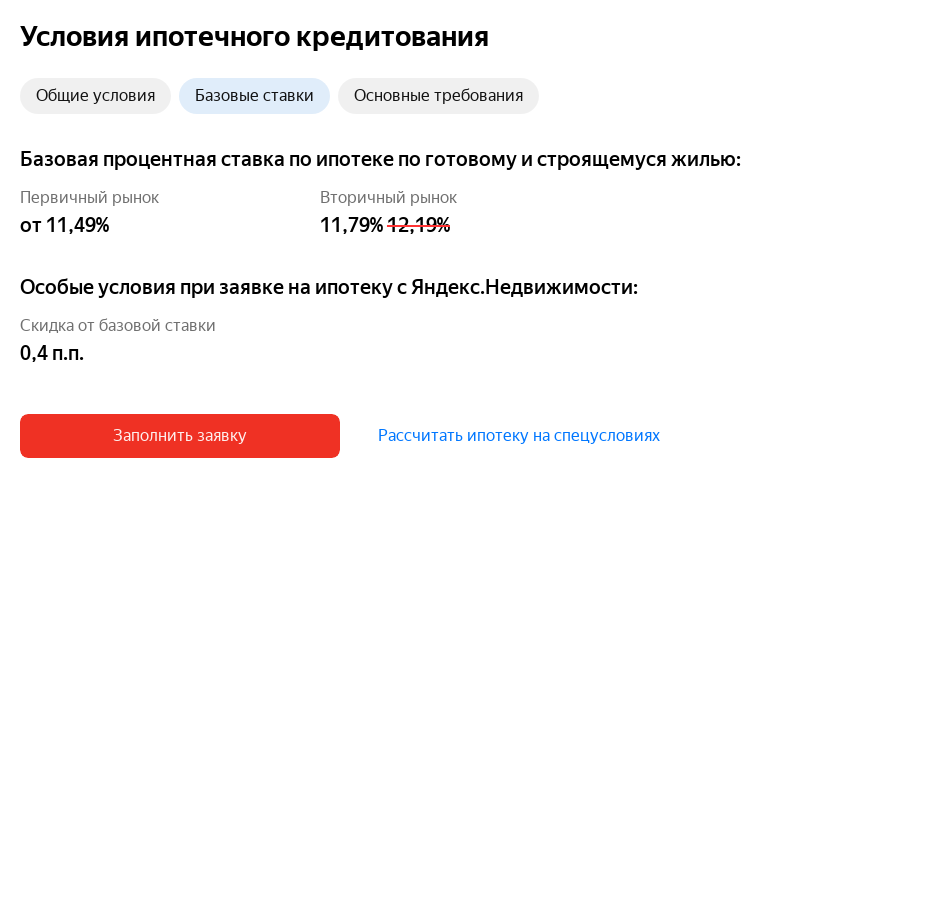 Условия ипотечного кредитования
Общие условия Базовые ставки Основные требования
Базовая процентная ставка по ипотеке по готовому и строящемуся жилью:
Первичный рынок Вторичный рынок
от 11,49% 11,79% 12,19%
Особые условия при заявке на ипотеку с Яндекс.Недвижимости:
Скидка от базовой ставки
0,4 п.п.
Заполнить заявку Рассчитать ипотеку на спецусловиях